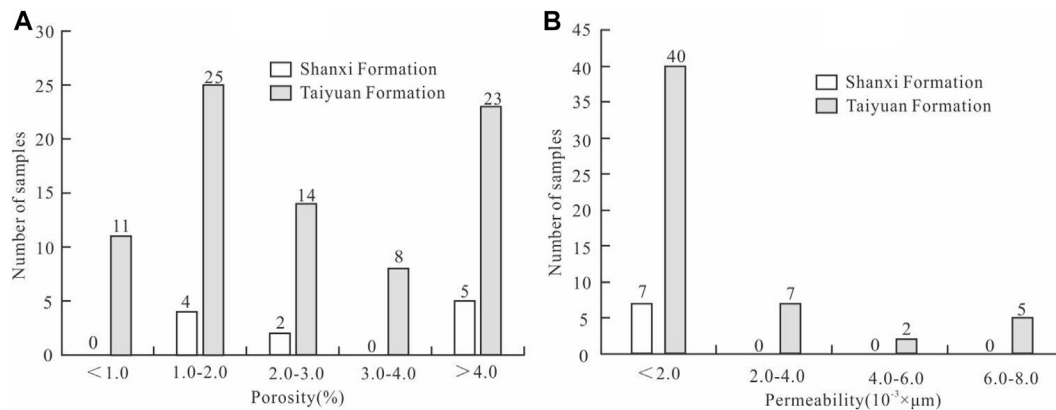 A
Number of samples
30
25
20
15
10
5
0
Shanxi Formation
Taiyuan Formation
0 11 4 25 2 14 0 8 5 23
<1.0 1.0-2.0 2.0-3.0 3.0-4.0 >4.0
Porosity(%)
B
Number of samples
45
40
35
30
25
20
15
10
5
0
Shanxi Formation
Taiyuan Formation
7 40 0 7 0 2 0 5
<2.0 2.0-4.0 4.0-6.0 6.0-8.0
Permeability(10⁻³×μm)